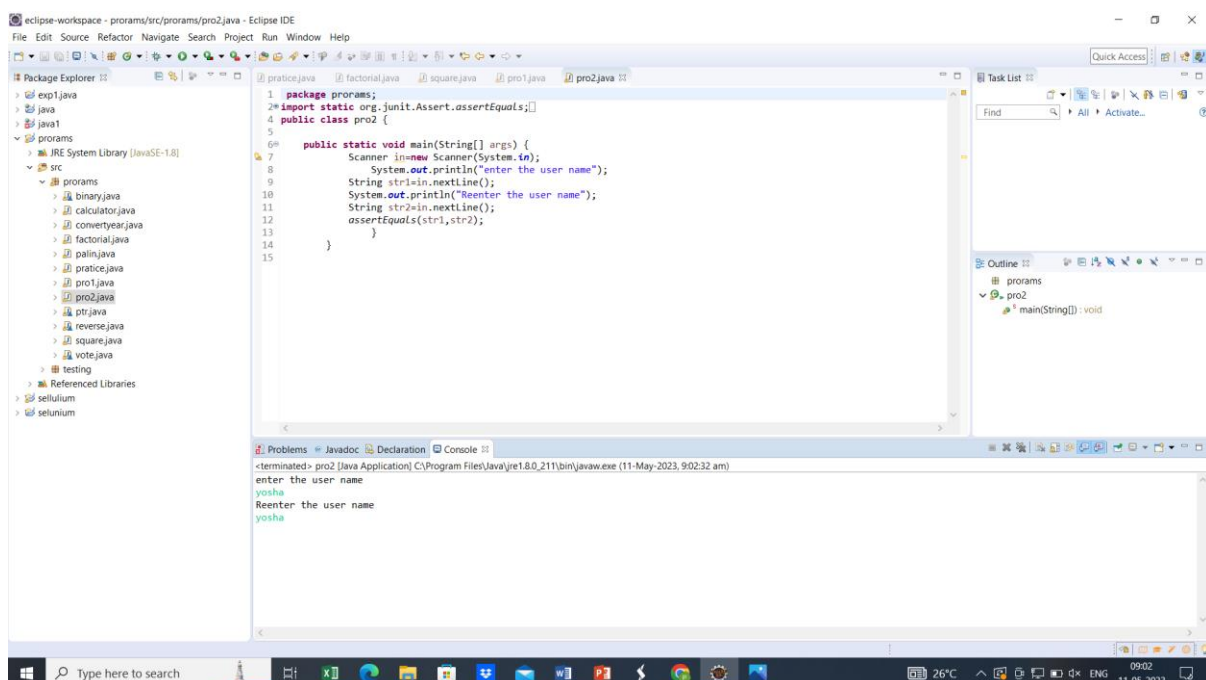 eclipse-workspace - prorams/src/prorams/pro2.java - Eclipse IDE
File Edit Source Refactor Navigate Search Project Run Window Help
Quick Access
Package Explorer
exp1.java
java
java1
prorams
JRE System Library [JavaSE-1.8]
src
prorams
binary.java
calculator.java
convertyear.java
factorial.java
palin.java
pratice.java
pro1.java
pro2.java
ptr.java
reverse.java
square.java
vote.java
testing
Referenced Libraries
sellulium
selunium
pratice.java factorial.java square.java pro1.java pro2.java
1 package prorams;
2 import static org.junit.Assert.assertEquals;
4 public class pro2 {
5
6 public static void main(String[] args) {
7 Scanner in=new Scanner(System.in);
8 System.out.println("enter the user name");
9 String str1=in.nextLine();
10 System.out.println("Reenter the user name");
11 String str2=in.nextLine();
12 assertEquals(str1,str2);
13 }
14 }
15
Task List
Find All Activate...
Outline
prorams
pro2
main(String[]) : void
Problems Javadoc Declaration Console
<terminated> pro2 [Java Application] C:\Program Files\Java\jre1.8.0_211\bin\javaw.exe (11-May-2023, 9:02:32 am)
enter the user name
yosha
Reenter the user name
yosha
Type here to search
26°C ENG
09:02
11-05-2023